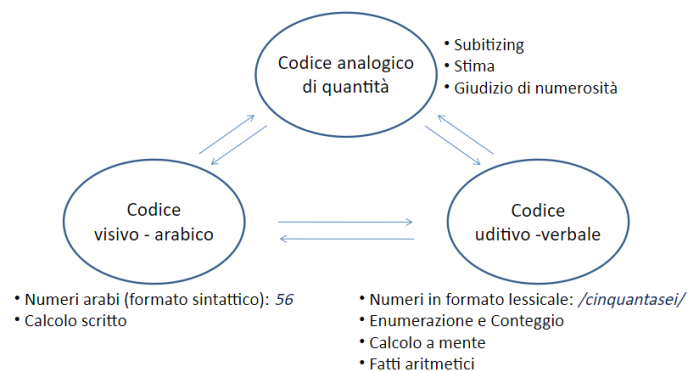 Codice analogico
di quantità
• Subitizing
• Stima
• Giudizio di numerosità
Codice
visivo - arabico
Codice
uditivo -verbale
• Numeri arabi (formato sintattico): 56
• Calcolo scritto
• Numeri in formato lessicale: /cinquantasei/
• Enumerazione e Conteggio
• Calcolo a mente
• Fatti aritmetici